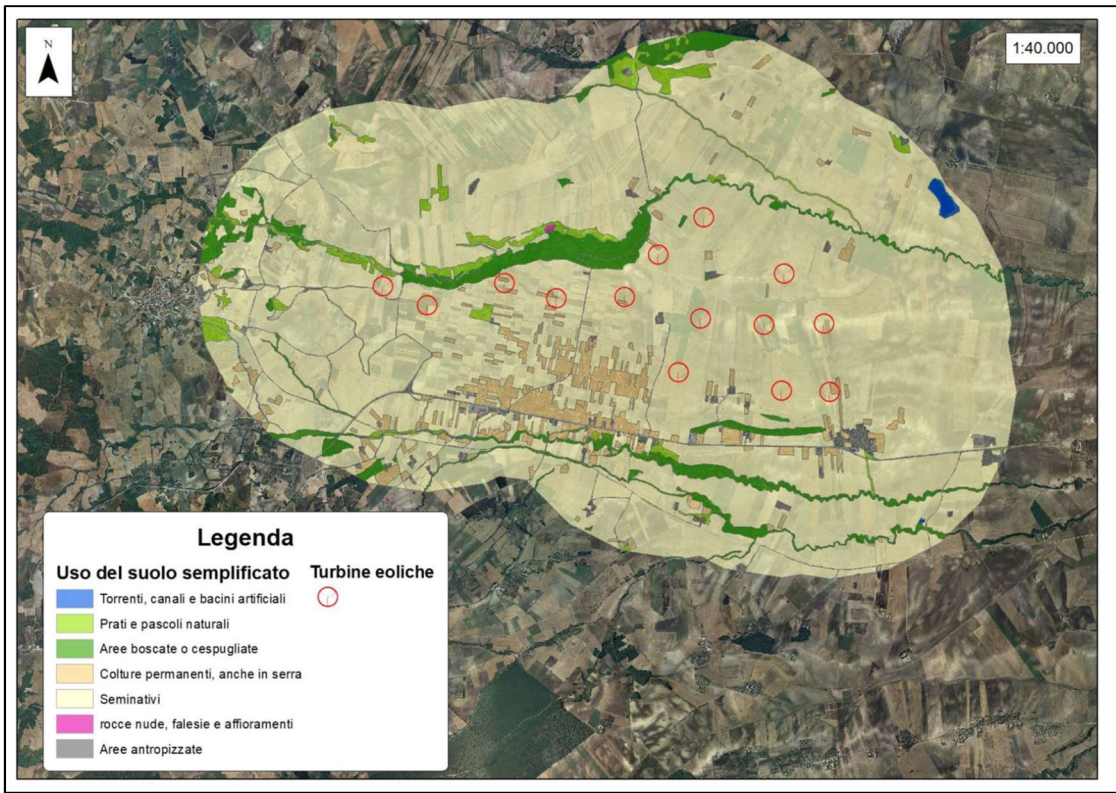 N
1:40.000
Legenda
Uso del suolo semplificato
Torrenti, canali e bacini artificiali
Prati e pascoli naturali
Aree boscate o cespugliate
Colture permanenti, anche in serra
Seminativi
rocce nude, falesie e affioramenti
Aree antropizzate
Turbine eoliche